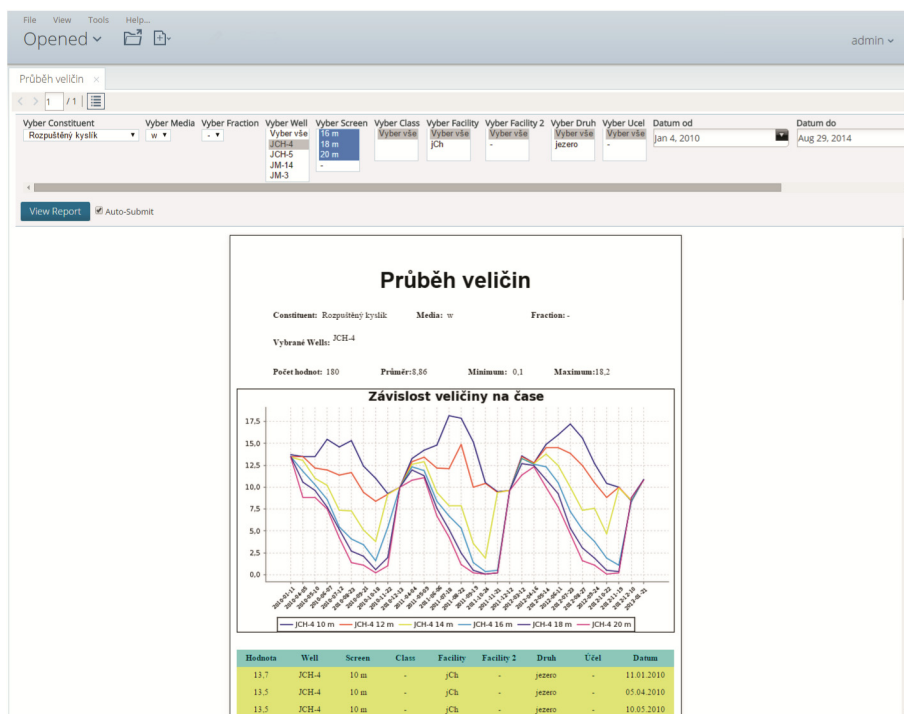 File View Tools Help...
Opened
admin
Průběh veličin ×
1 / 1
Vyber Constituent Vyber Media Vyber Fraction Vyber Well Vyber Screen Vyber Class Vyber Facility Vyber Facility 2 Vyber Druh Vyber Ucel Datum od Datum do
Rozpuštěný kyslík w - Vyber vše 16 m Vyber vše Vyber vše Vyber vše Vyber vše Vyber vše Jan 4, 2010 Aug 29, 2014
JCH-4 18 m jCh - jezero -
JCH-5 20 m
JM-14 -
JM-3
View Report Auto-Submit
Průběh veličin
Constituent: Rozpuštěný kyslík Media: w Fraction: -
Vybrané Wells: JCH-4
Počet hodnot: 180 Průměr:8,86 Minimum: 0,1 Maximum:18,2
Závislost veličiny na čase
17,5
15,0
12,5
10,0
7,5
5,0
2,5
0,0
JCH-4 10 m JCH-4 12 m JCH-4 14 m JCH-4 16 m JCH-4 18 m JCH-4 20 m
Hodnota Well Screen Class Facility Facility 2 Druh Účel Datum
13,7 JCH-4 10 m - jCh - jezero - 11.01.2010
13,5 JCH-4 10 m - jCh - jezero - 05.04.2010
13,5 JCH-4 10 m - jCh - jezero - 10.05.2010